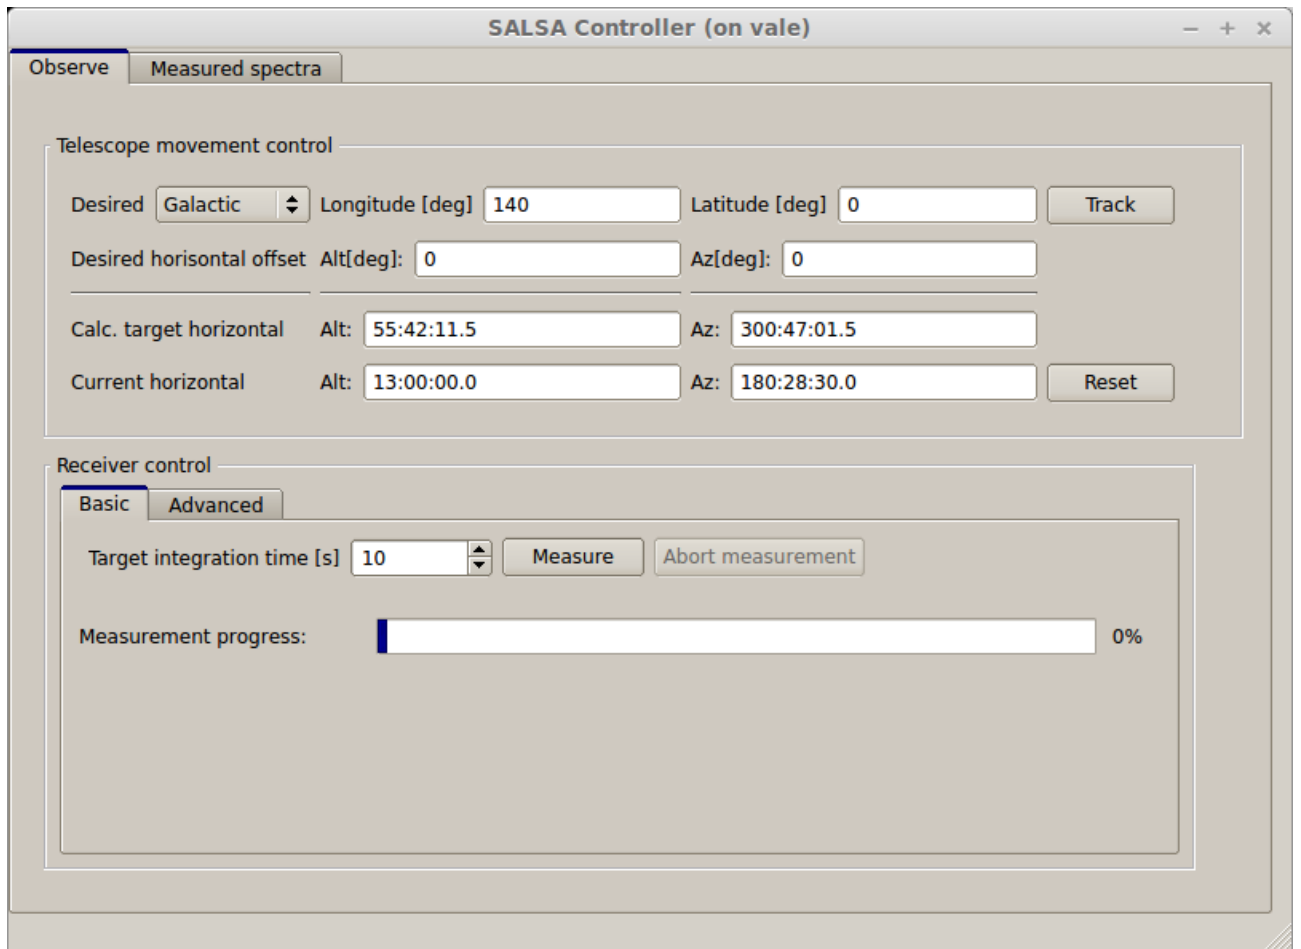 SALSA Controller (on vale)
Observe Measured spectra
Telescope movement control
Desired Galactic Longitude [deg] 140 Latitude [deg] 0 Track
Desired horisontal offset Alt[deg]: 0 Az[deg]: 0
Calc. target horizontal Alt: 55:42:11.5 Az: 300:47:01.5
Current horizontal Alt: 13:00:00.0 Az: 180:28:30.0 Reset
Receiver control
Basic Advanced
Target integration time [s] 10 Measure Abort measurement
Measurement progress: 0%